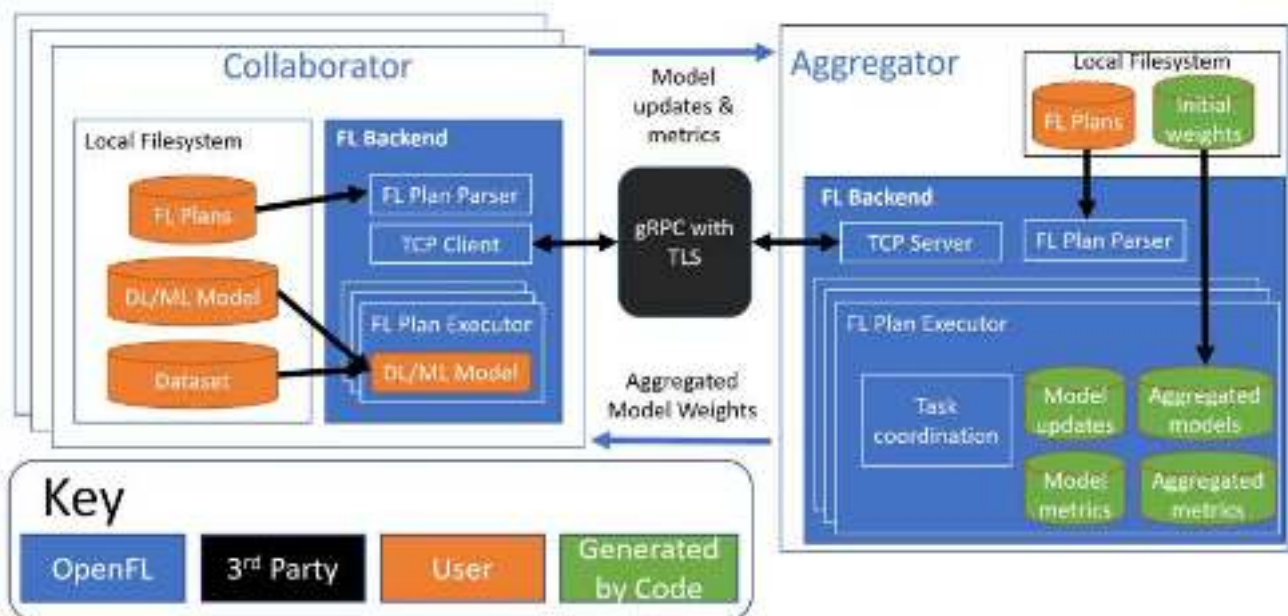 Collaborator
Local Filesystem
FL Plans
DL/ML Model
Dataset
FL Backend
FL Plan Parser
TCP Client
FL Plan Executor
DL/ML Model
Model
updates &
metrics
gRPC with
TLS
Aggregated
Model Weights
Aggregator
Local Filesystem
FL Plans
Initial
weights
FL Backend
TCP Server
FL Plan Parser
FL Plan Executor
Task
coordination
Model
updates
Aggregated
models
Model
metrics
Aggregated
metrics
Key
OpenFL
3rd Party
User
Generated
by Code